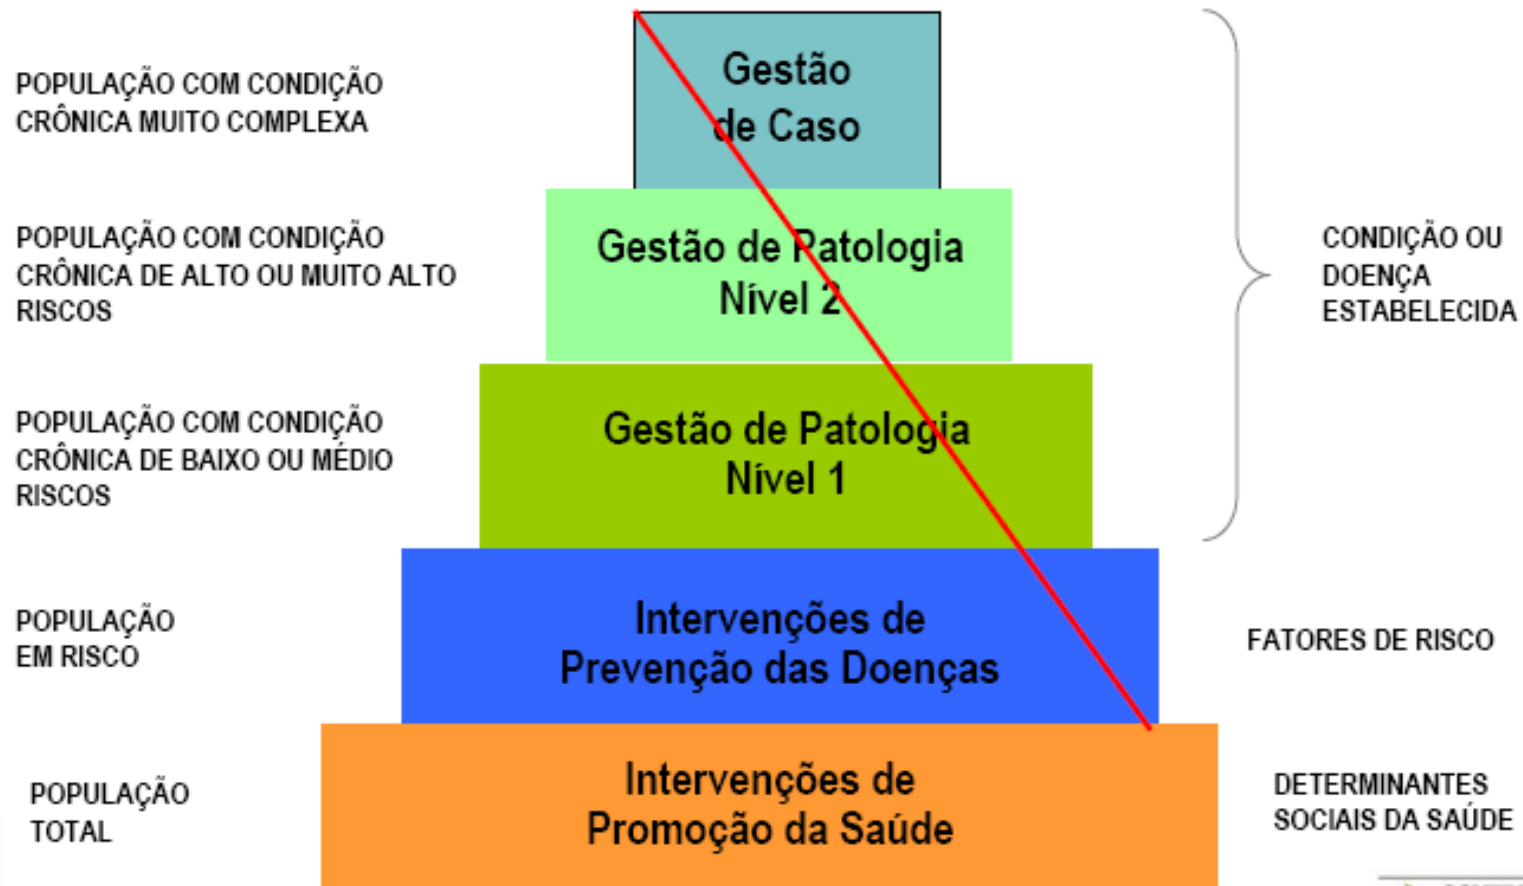 POPULAÇÃO COM CONDIÇÃO
CRÔNICA MUITO COMPLEXA
Gestão
de Caso
POPULAÇÃO COM CONDIÇÃO
CRÔNICA DE ALTO OU MUITO ALTO
RISCOS
Gestão de Patologia
Nível 2
CONDIÇÃO OU
DOENÇA
ESTABELECIDA
POPULAÇÃO COM CONDIÇÃO
CRÔNICA DE BAIXO OU MÉDIO
RISCOS
Gestão de Patologia
Nível 1
POPULAÇÃO
EM RISCO
Intervenções de
Prevenção das Doenças
FATORES DE RISCO
POPULAÇÃO
TOTAL
Intervenções de
Promoção da Saúde
DETERMINANTES
SOCIAIS DA SAÚDE